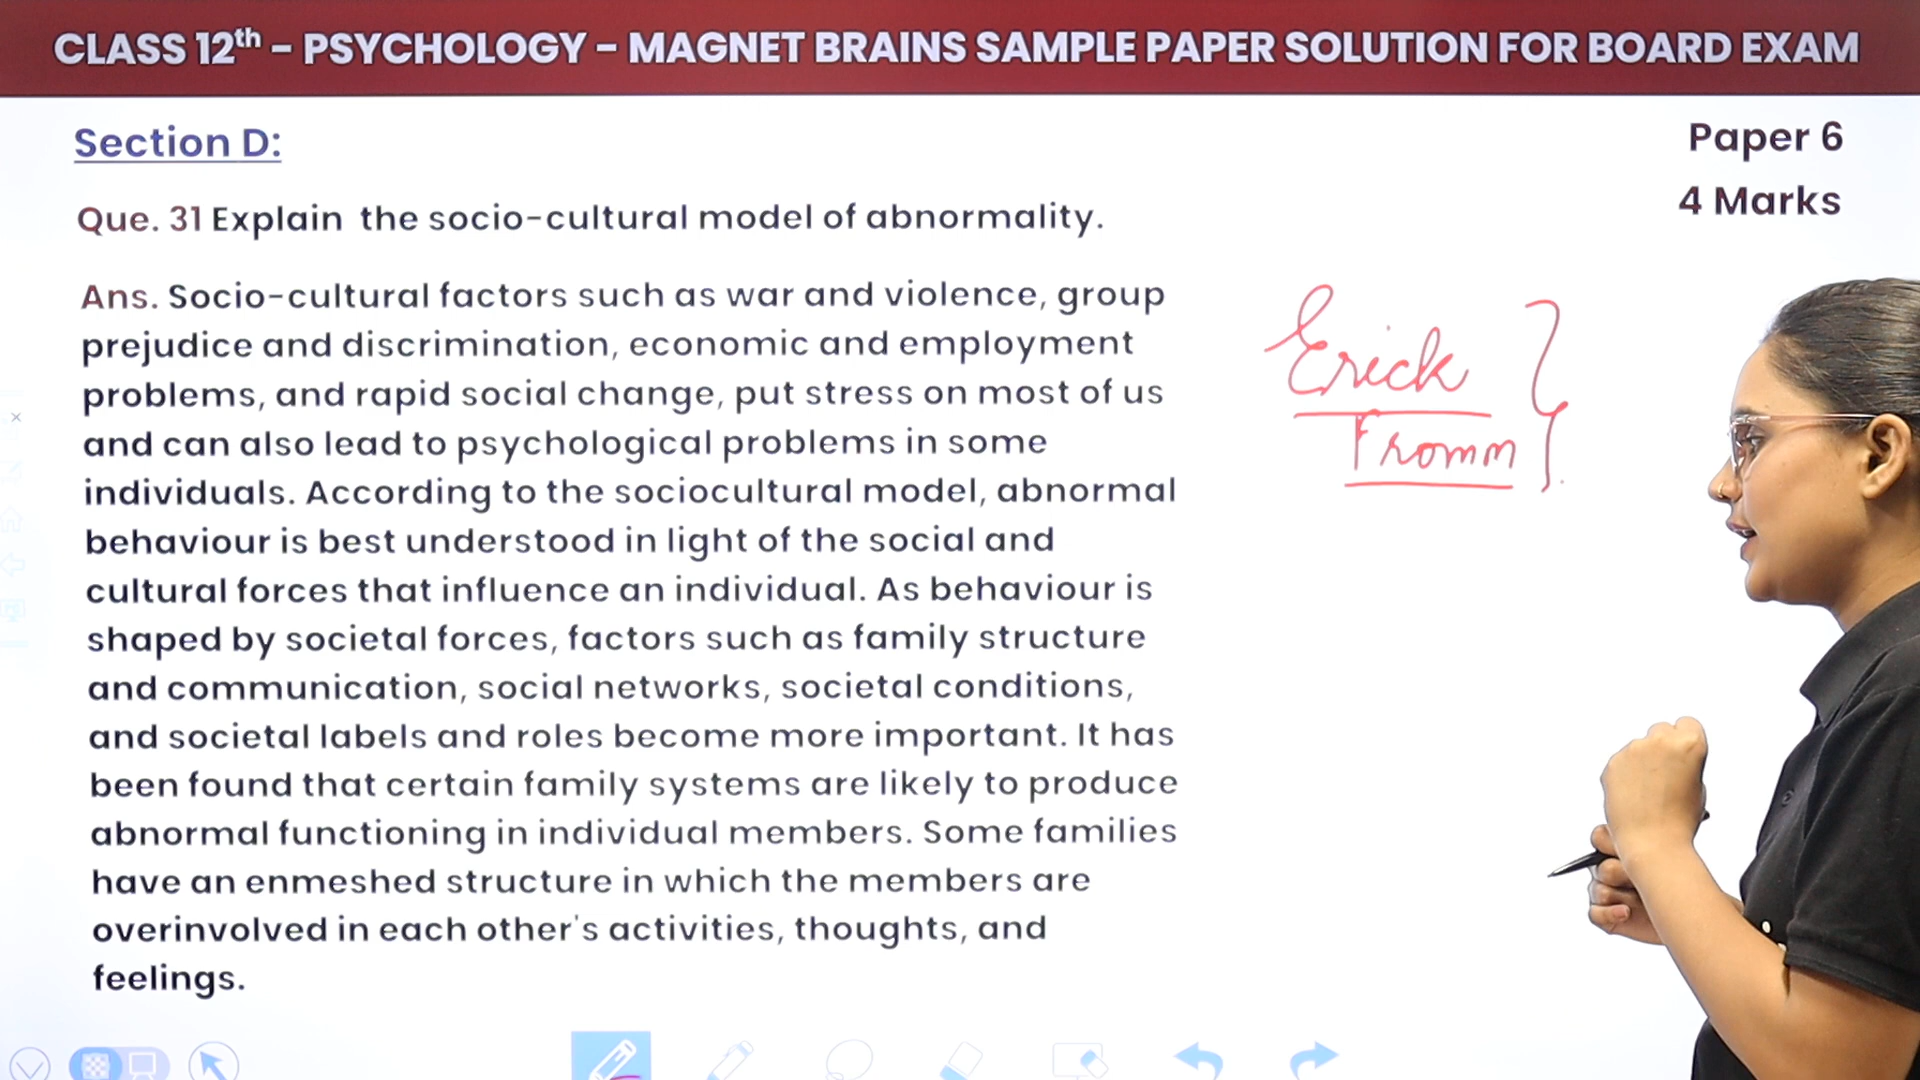 CLASS 12th – PSYCHOLOGY – MAGNET BRAINS SAMPLE PAPER SOLUTION FOR BOARD EXAM
Section D:
Paper 6
4 Marks
Que. 31 Explain the socio-cultural model of abnormality.
Ans. Socio-cultural factors such as war and violence, group
prejudice and discrimination, economic and employment
problems, and rapid social change, put stress on most of us
and can also lead to psychological problems in some
individuals. According to the sociocultural model, abnormal
behaviour is best understood in light of the social and
cultural forces that influence an individual. As behaviour is
shaped by societal forces, factors such as family structure
and communication, social networks, societal conditions,
and societal labels and roles become more important. It has
been found that certain family systems are likely to produce
abnormal functioning in individual members. Some families
have an enmeshed structure in which the members are
overinvolved in each other's activities, thoughts, and
feelings.
Erick
Fromm